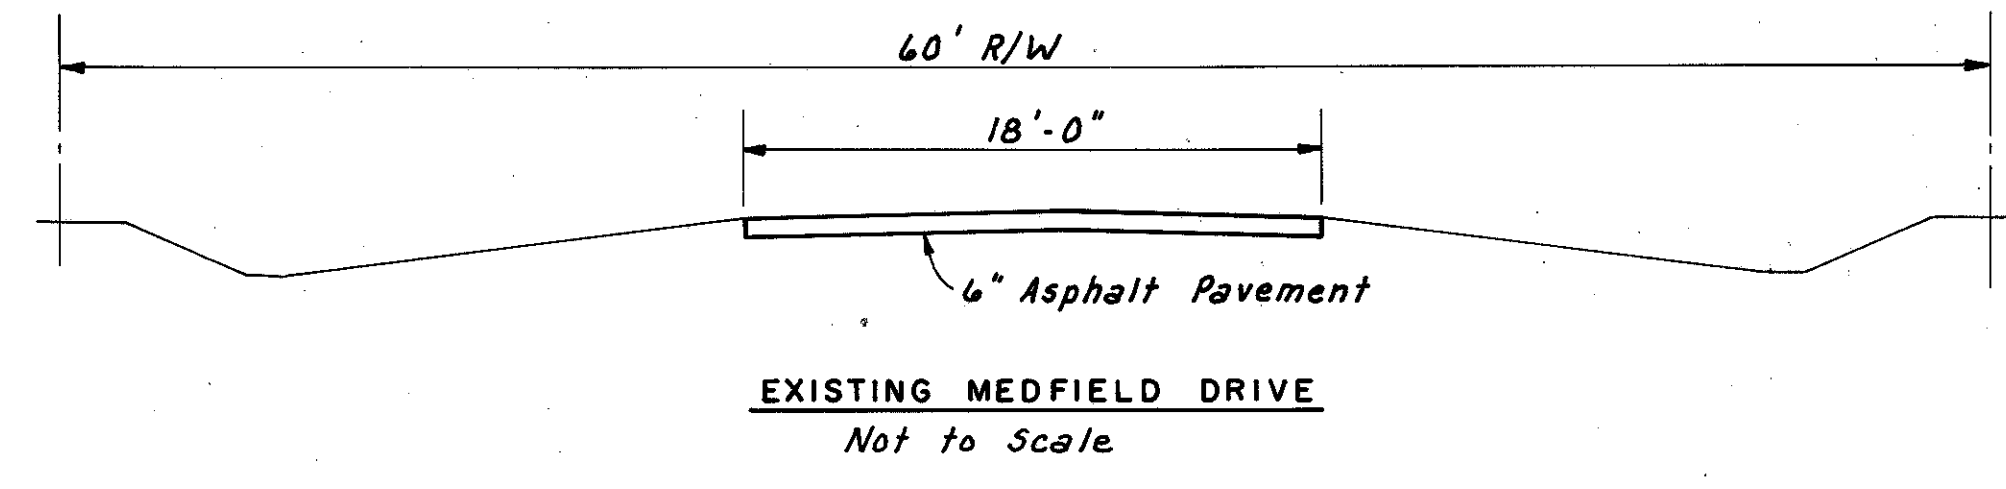 60' R/W
18'-0"
6" Asphalt Pavement
EXISTING MEDFIELD DRIVE
Not to Scale